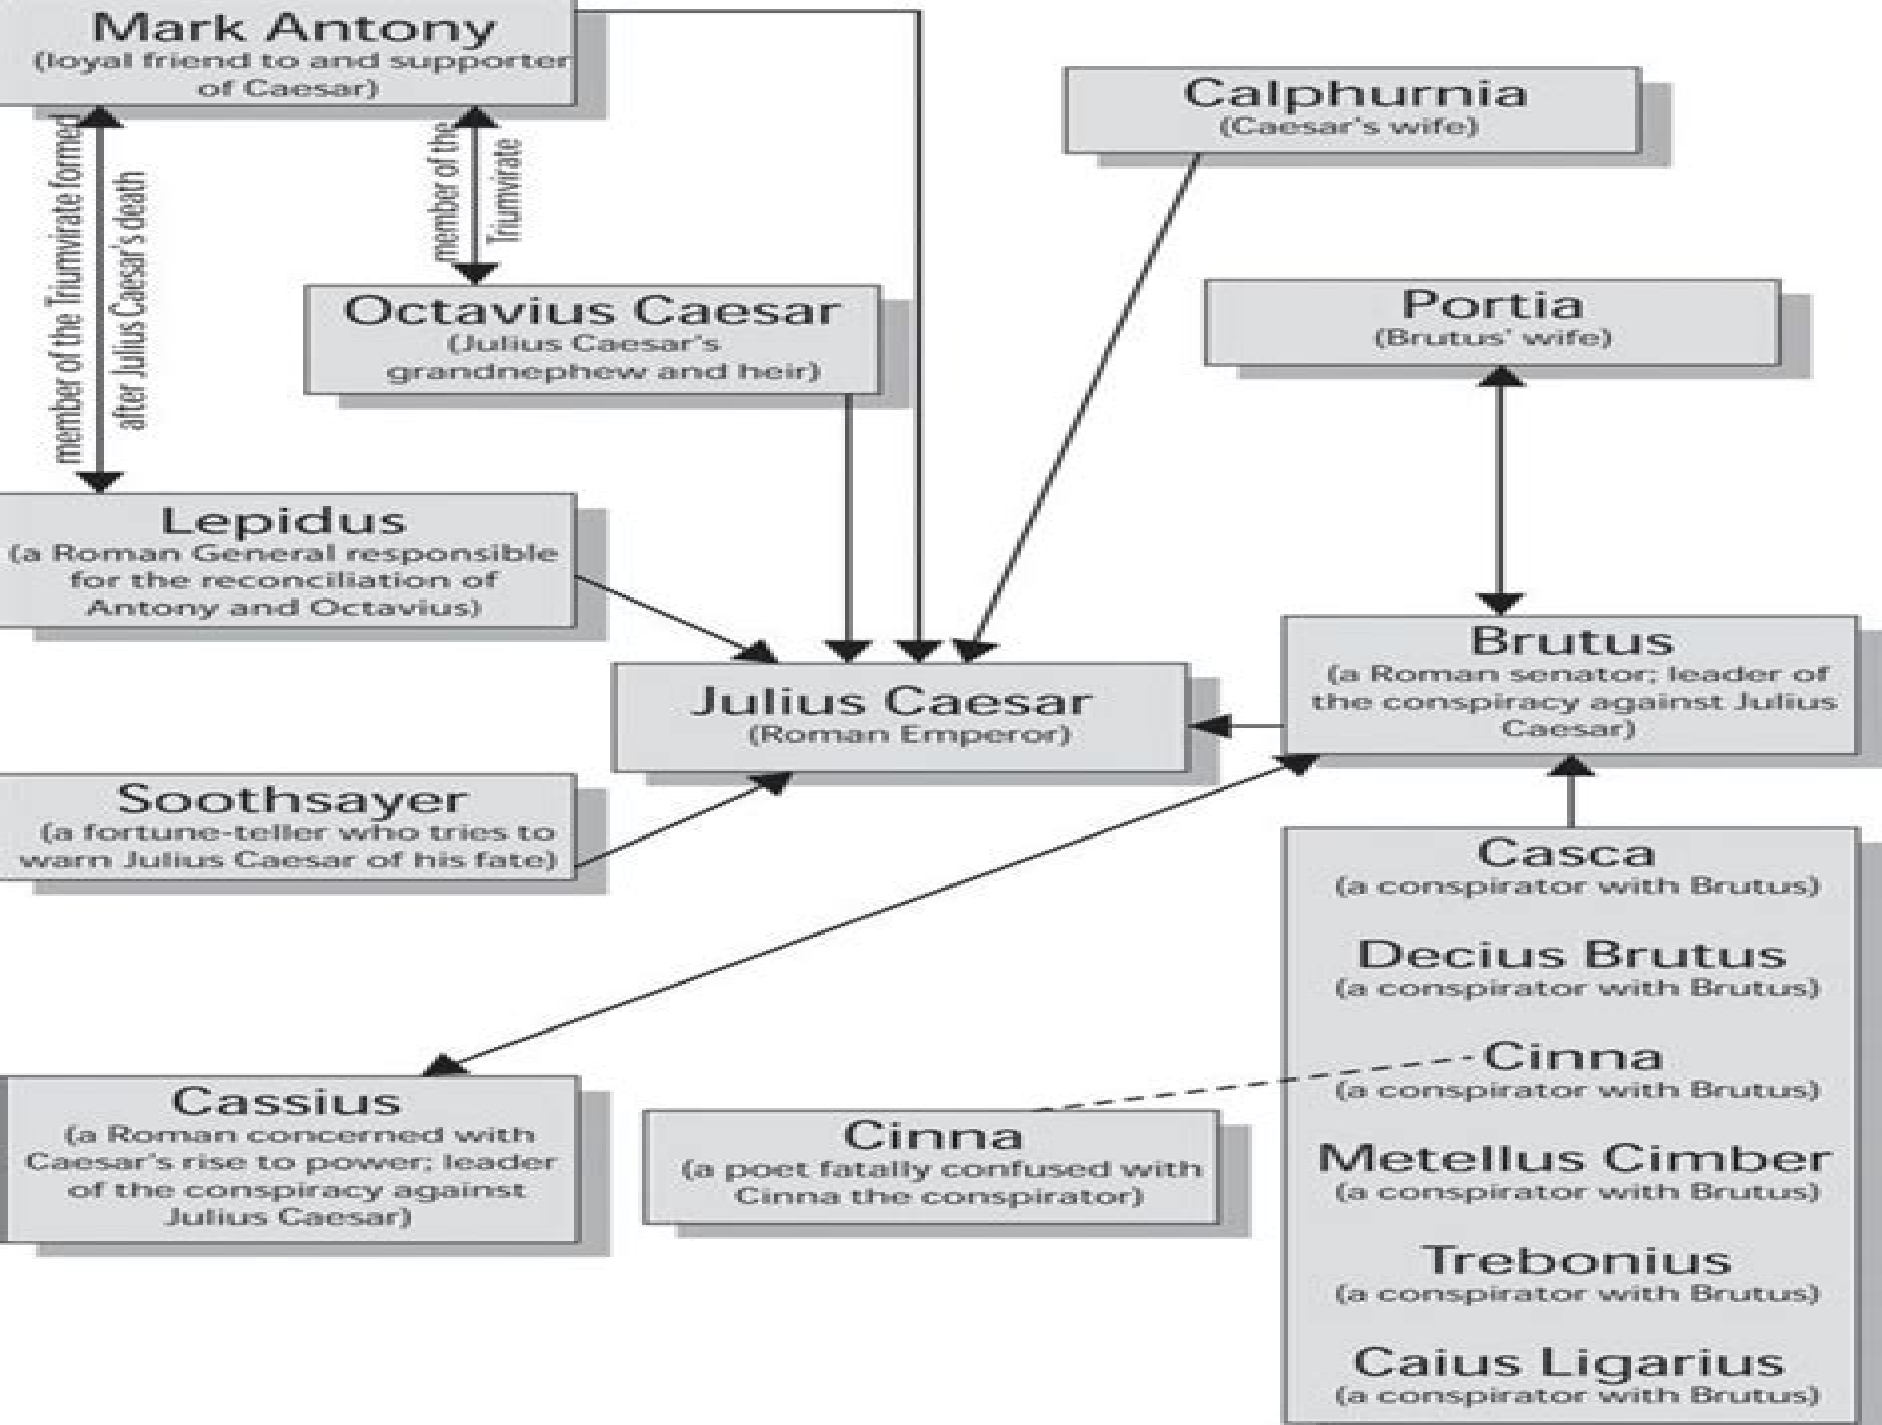 Mark Antony
(loyal friend to and supporter
of Caesar)
member of the Triumvirate formed
after Julius Caesar's death
member of the
Triumvirate
Calphurnia
(Caesar's wife)
Octavius Caesar
(Julius Caesar's
grandnephew and heir)
Portia
(Brutus' wife)
Lepidus
(a Roman General responsible
for the reconciliation of
Antony and Octavius)
Julius Caesar
(Roman Emperor)
Brutus
(a Roman senator; leader of
the conspiracy against Julius
Caesar)
Soothsayer
(a fortune-teller who tries to
warn Julius Caesar of his fate)
Casca
(a conspirator with Brutus)
Decius Brutus
(a conspirator with Brutus)
Cinna
(a conspirator with Brutus)
Metellus Cimber
(a conspirator with Brutus)
Trebonius
(a conspirator with Brutus)
Caius Ligarius
(a conspirator with Brutus)
Cassius
(a Roman concerned with
Caesar's rise to power; leader
of the conspiracy against
Julius Caesar)
Cinna
(a poet fatally confused with
Cinna the conspirator)